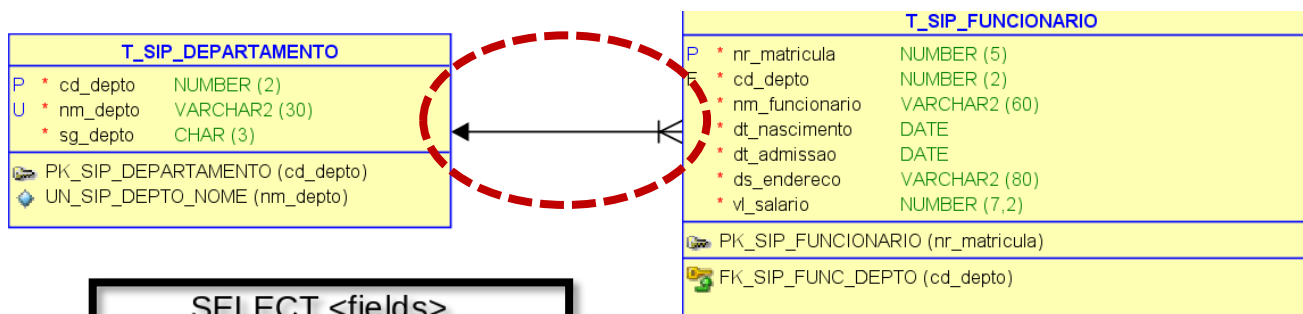 T_SIP_DEPARTAMENTO
P * cd_depto NUMBER (2)
U * nm_depto VARCHAR2 (30)
* sg_depto CHAR (3)
PK_SIP_DEPARTAMENTO (cd_depto)
UN_SIP_DEPTO_NOME (nm_depto)
T_SIP_FUNCIONARIO
P * nr_matricula NUMBER (5)
F * cd_depto NUMBER (2)
* nm_funcionario VARCHAR2 (60)
* dt_nascimento DATE
* dt_admissao DATE
* ds_endereco VARCHAR2 (80)
* vl_salario NUMBER (7,2)
PK_SIP_FUNCIONARIO (nr_matricula)
FK_SIP_FUNC_DEPTO (cd_depto)
SELECT <fields>